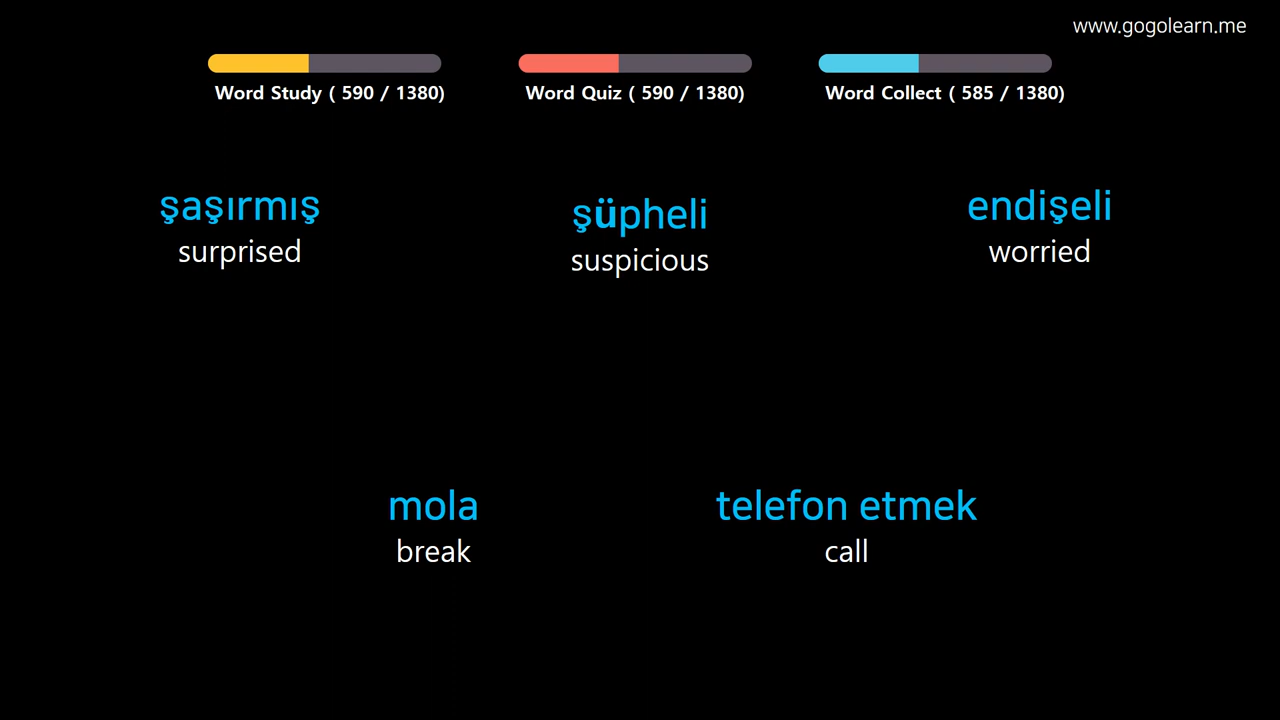 www.gogolearn.me
Word Study ( 590 / 1380)
Word Quiz ( 590 / 1380)
Word Collect ( 585 / 1380)
şaşırmış
surprised
şüpheli
suspicious
endişeli
worried
mola
break
telefon etmek
call